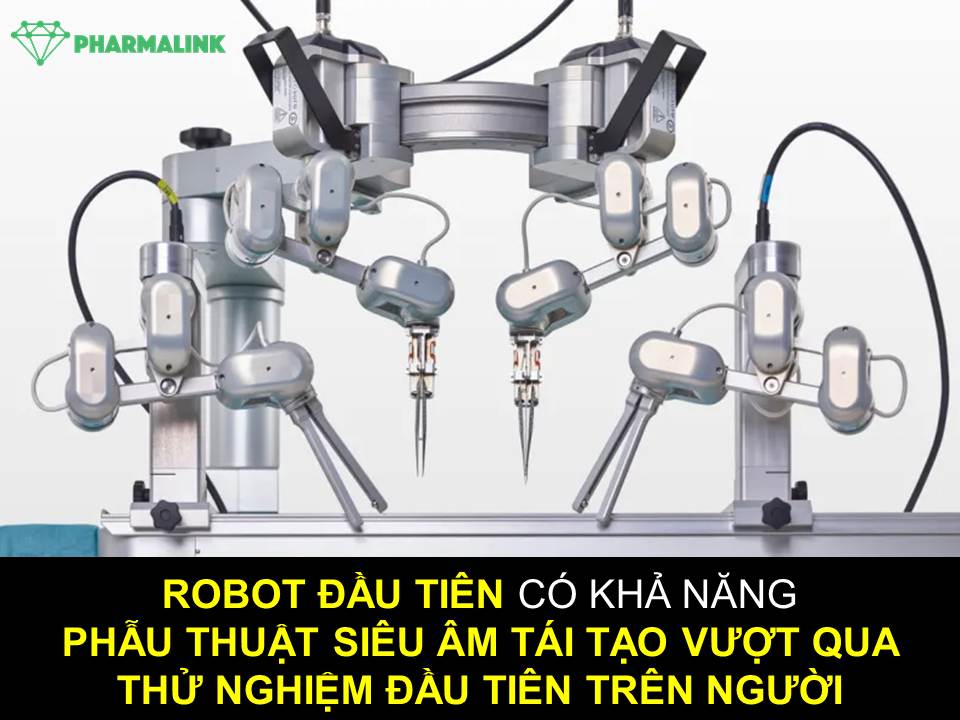 PHARMALINK
ROBOT ĐẦU TIÊN CÓ KHẢ NĂNG
PHẪU THUẬT SIÊU ÂM TÁI TẠO VƯỢT QUA
THỬ NGHIỆM ĐẦU TIÊN TRÊN NGƯỜI